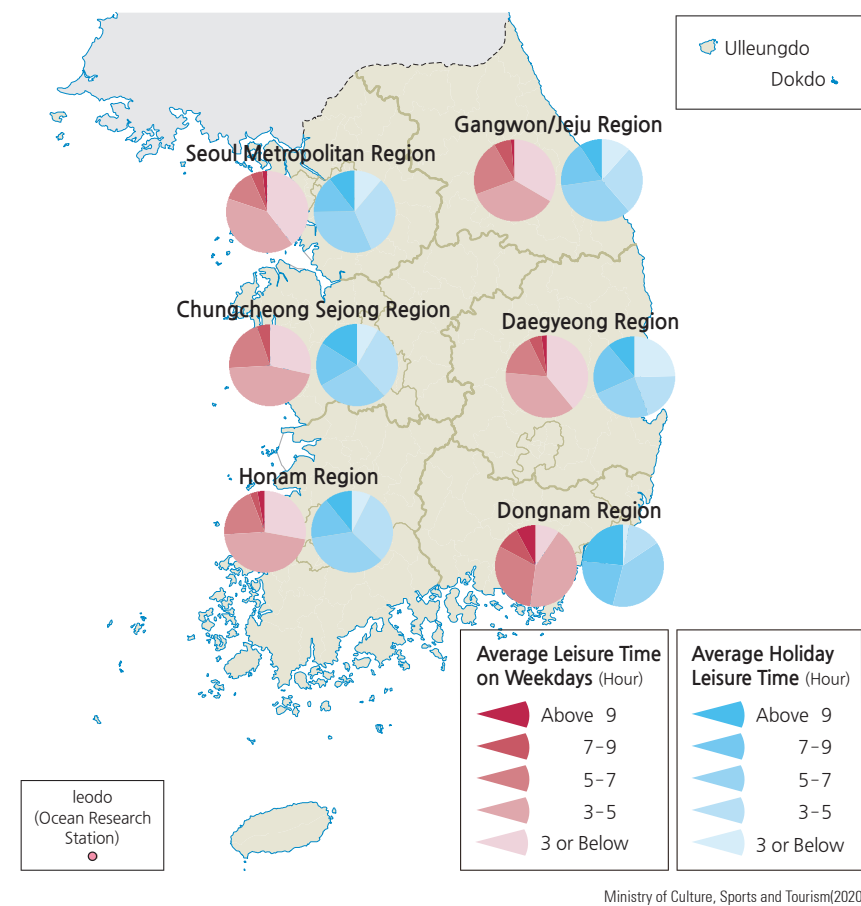 Ulleungdo
Dokdo
Gangwon/Jeju Region
Seoul Metropolitan Region
Chungcheong Sejong Region
Daegyeong Region
Honam Region
Dongnam Region
Average Leisure Time
on Weekdays (Hour)
Above 9
7-9
5-7
3-5
3 or Below
Average Holiday
Leisure Time (Hour)
Above 9
7-9
5-7
3-5
3 or Below
Ieodo
(Ocean Research
Station)
Ministry of Culture, Sports and Tourism(2020